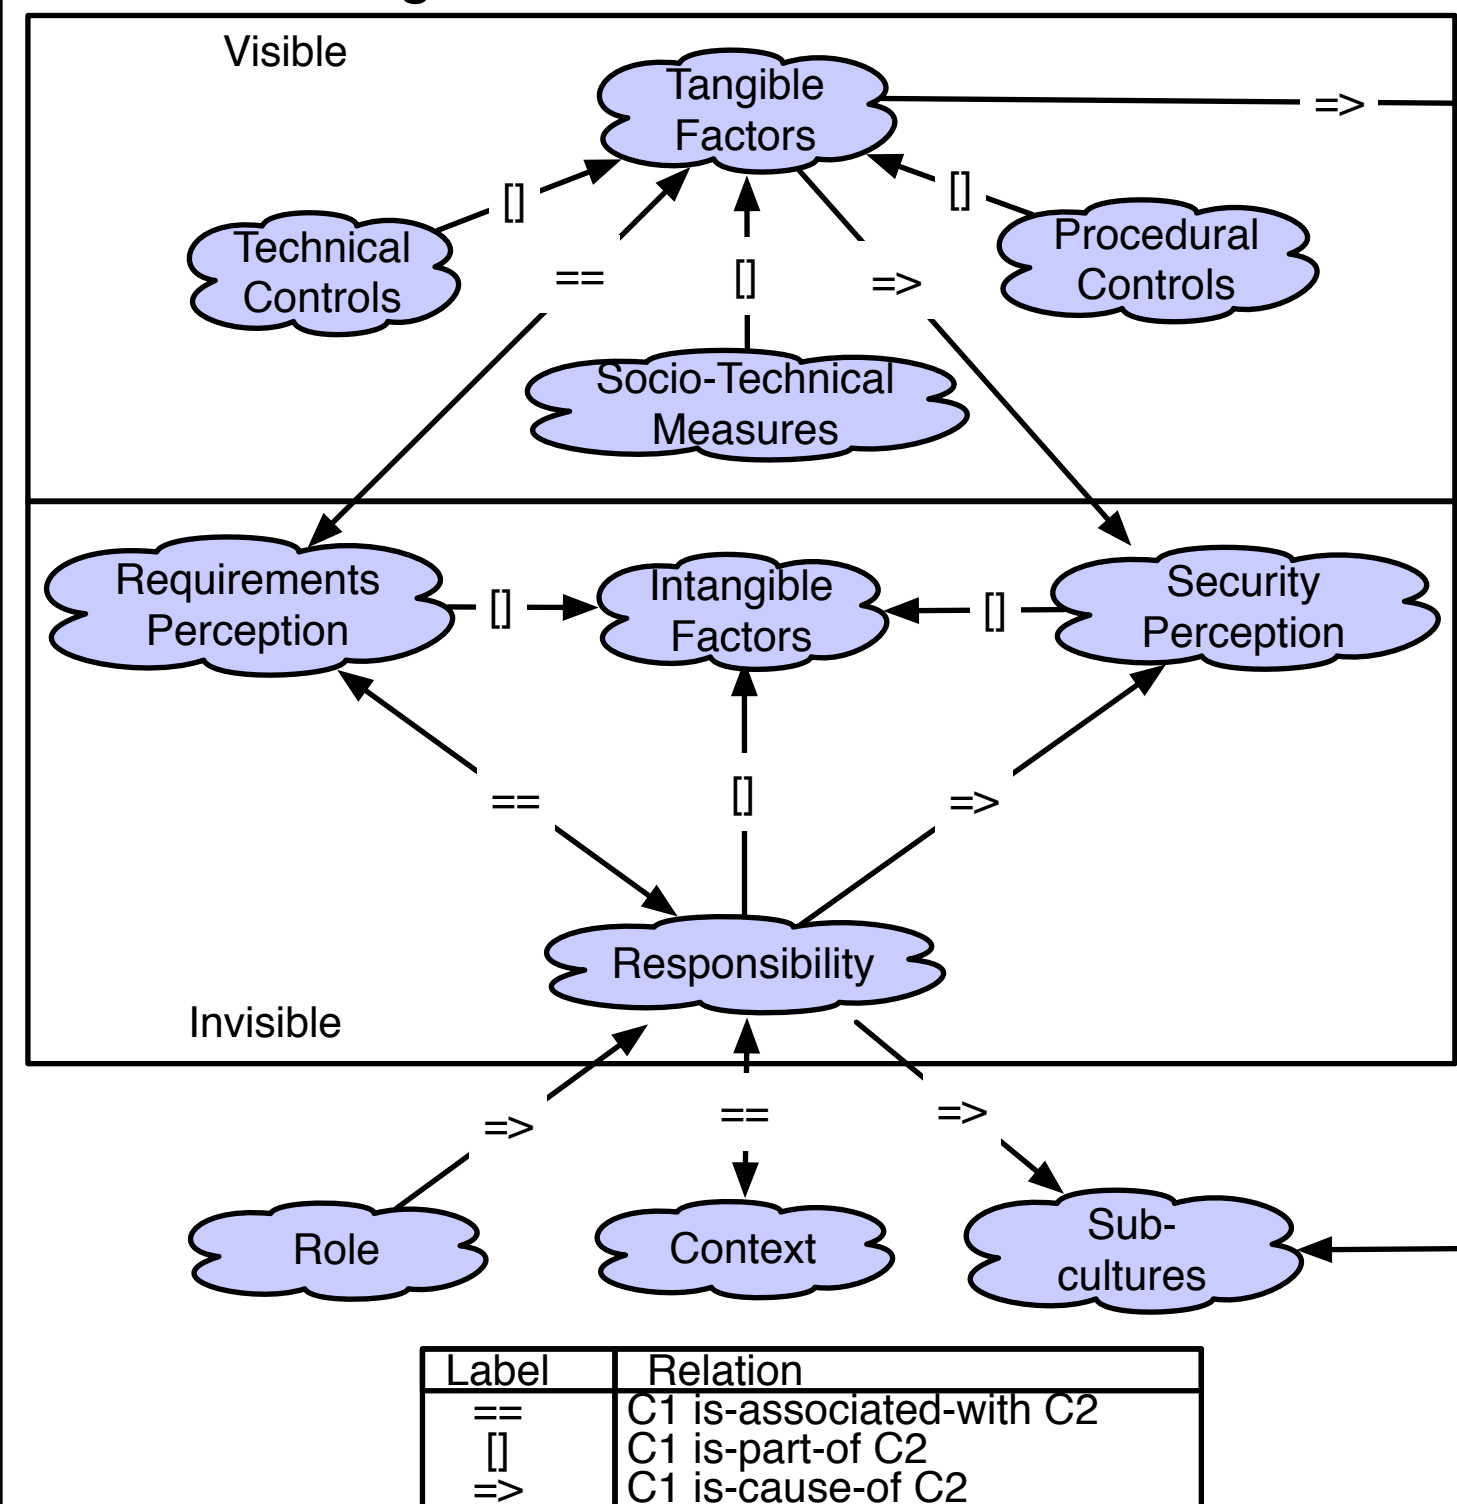 Visible
Tangible
Factors
=>
[]
[]
Technical
Controls
Procedural
Controls
==
[]
=>
Socio-Technical
Measures
Requirements
Perception
[]
Intangible
Factors
[]
Security
Perception
==
[]
=>
Responsibility
Invisible
=>
==
=>
Role
Context
Sub-
cultures
Label Relation
== C1 is-associated-with C2
[] C1 is-part-of C2
=> C1 is-cause-of C2